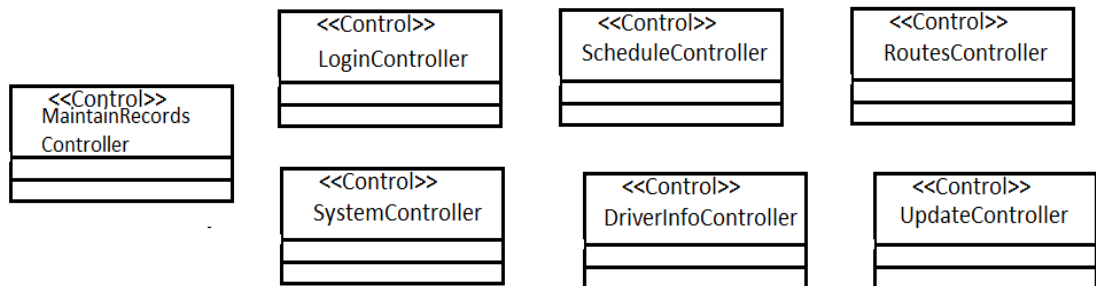 <<Control>>
LoginController
<<Control>>
ScheduleController
<<Control>>
RoutesController
<<Control>>
MaintainRecords
Controller
<<Control>>
SystemController
<<Control>>
DriverInfoController
<<Control>>
UpdateController